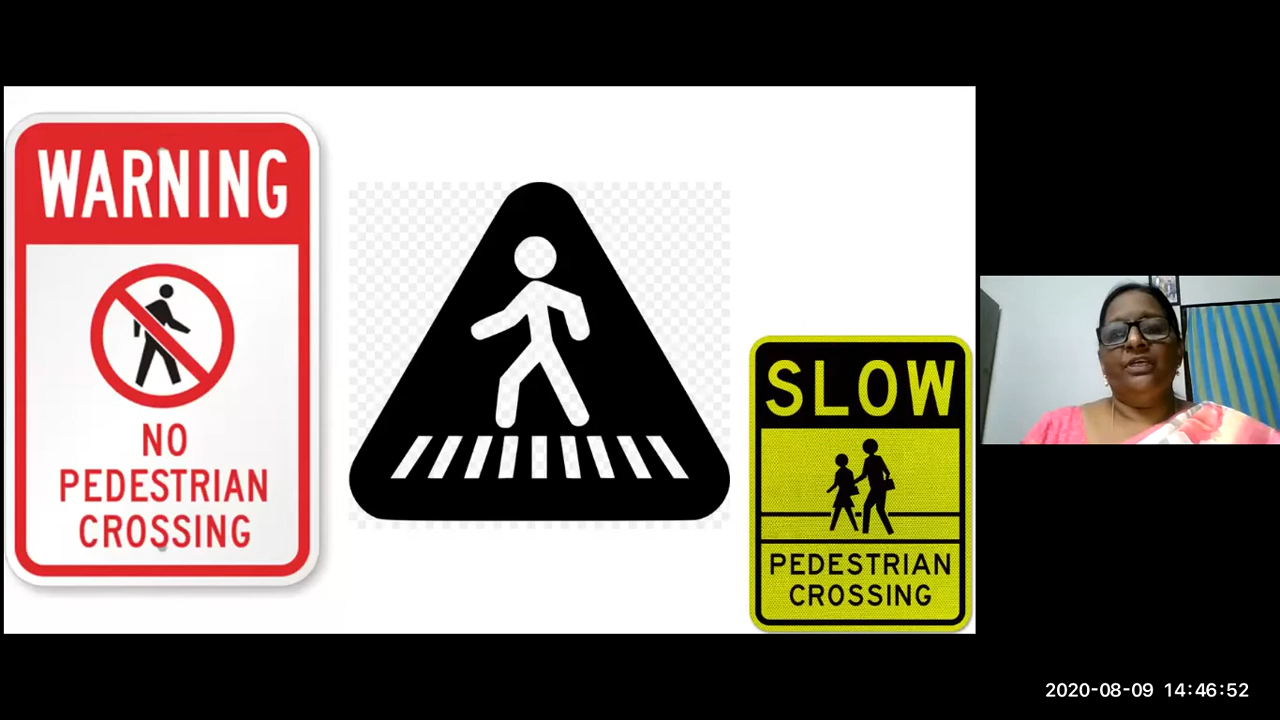 WARNING
NO
PEDESTRIAN
CROSSING
SLOW
PEDESTRIAN
CROSSING
2020-08-09 14:46:52